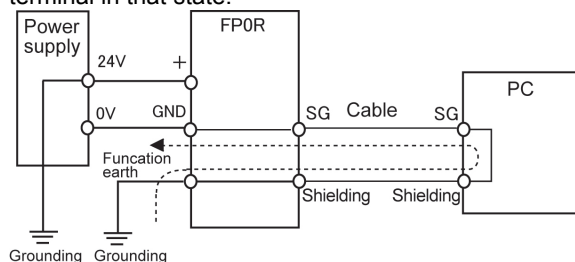 terminal in that state.
Power
supply
24V
0V
+
GND
FP0R
Funcation
earth
SG
Cable
SG
PC
Shielding
Shielding
Grounding
Grounding